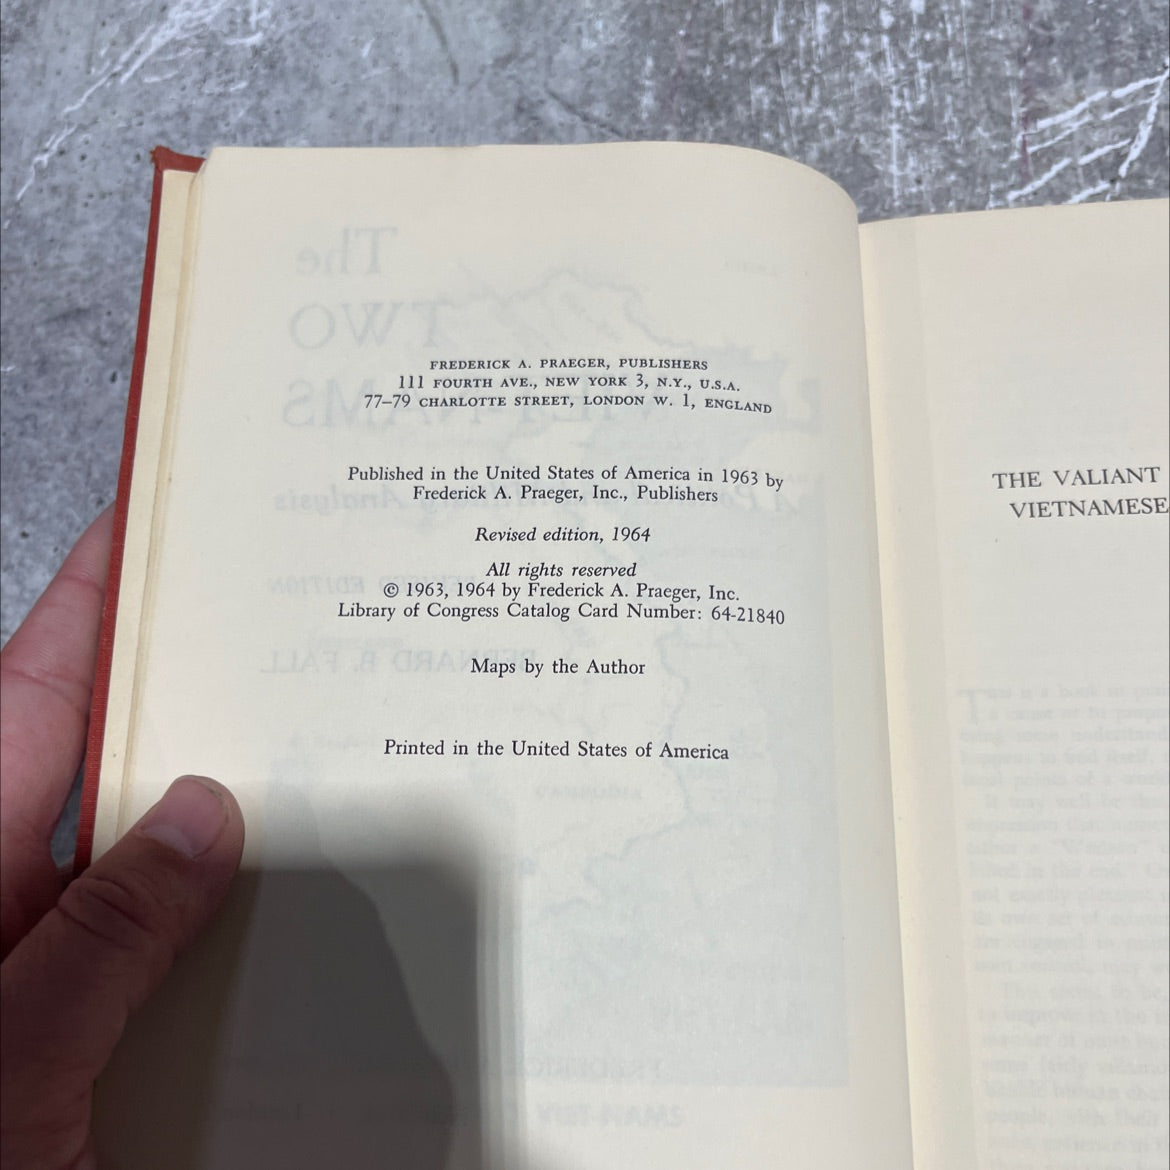 FREDERICK A. PRAEGER, PUBLISHERS
111 FOURTH AVE., NEW YORK 3, N.Y., U.S.A.
77–79 CHARLOTTE STREET, LONDON W. 1, ENGLAND
Published in the United States of America in 1963 by
Frederick A. Praeger, Inc., Publishers
Revised edition, 1964
All rights reserved
© 1963, 1964 by Frederick A. Praeger, Inc.
Library of Congress Catalog Card Number: 64-21840
Maps by the Author
Printed in the United States of America
THE VALIANT
VIETNAMESE